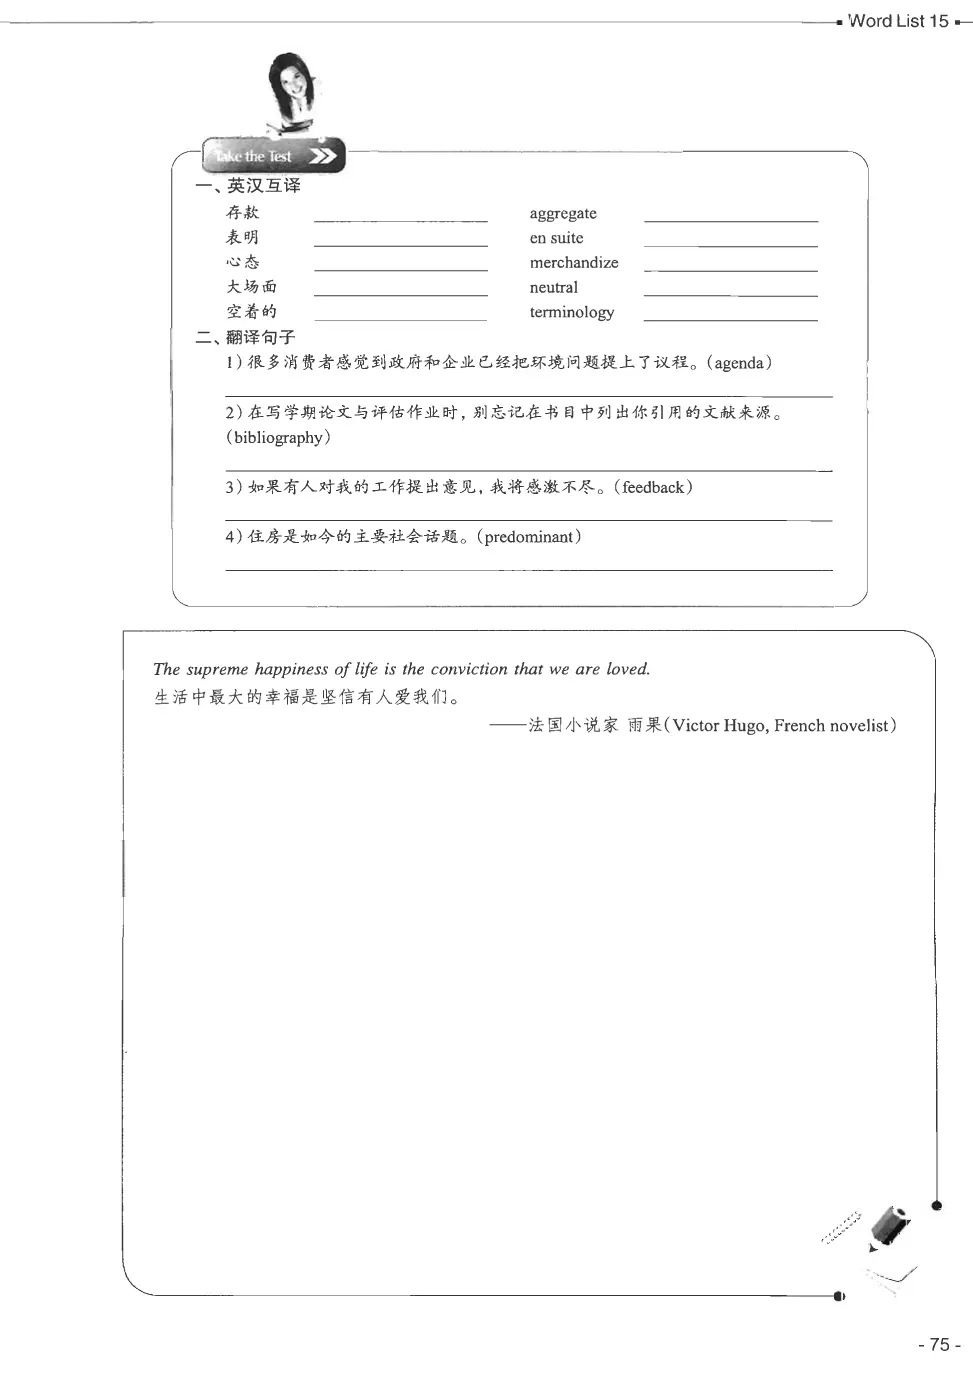 Word List 15
Take the Test
一、英汉互译
存款 aggregate
表明 en suite
心态 merchandize
大场面 neutral
空着的 terminology
二、翻译句子
1) 很多消费者感觉到政府和企业已经把环境问题提上了议程。(agenda)
2) 在写学期论文与评估作业时，别忘记在书目中列出你引用的文献来源。
(bibliography)
3) 如果有人对我的工作提出意见，我将感激不尽。(feedback)
4) 住房是如今的主要社会话题。(predominant)
The supreme happiness of life is the conviction that we are loved.
生活中最大的幸福是坚信有人爱我们。
——法国小说家 雨果(Victor Hugo, French novelist)
- 75 -